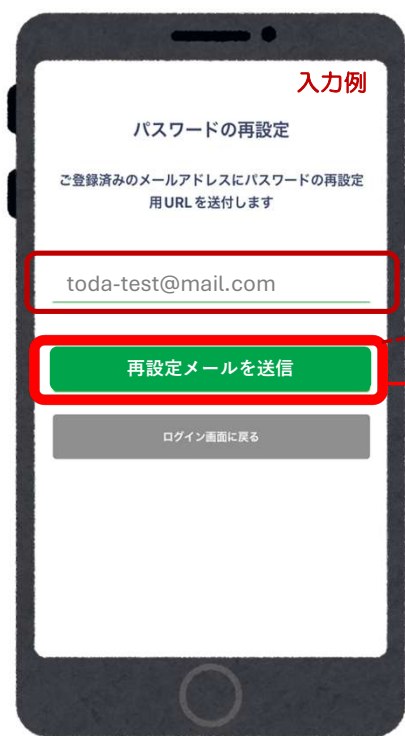 入力例
パスワードの再設定
ご登録済みのメールアドレスにパスワードの再設定
用URLを送付します
toda-test@mail.com
再設定メールを送信
ログイン画面に戻る